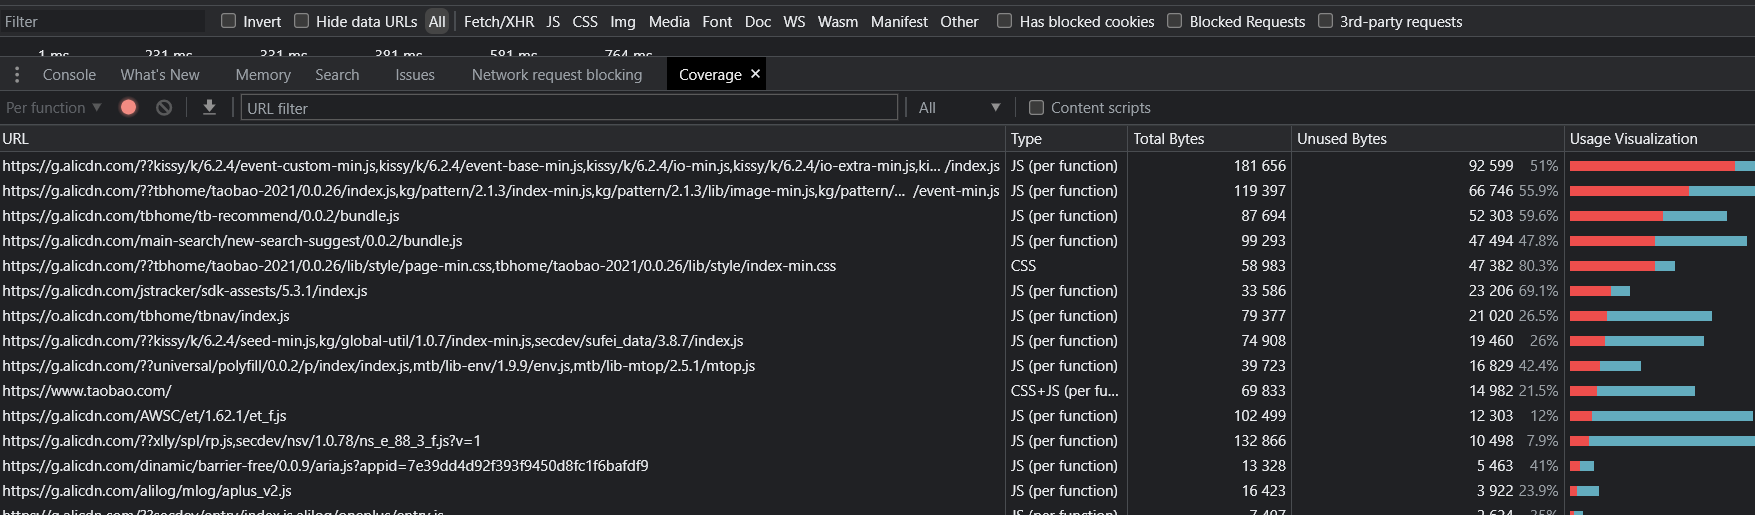 Filter Invert Hide data URLs All Fetch/XHR JS CSS Img Media Font Doc WS Wasm Manifest Other Has blocked cookies Blocked Requests 3rd-party requests
1 ms 231 ms 331 ms 381 ms 581 ms 764 ms
Console What's New Memory Search Issues Network request blocking Coverage ×
Per function URL filter All Content scripts
URL Type Total Bytes Unused Bytes Usage Visualization
https://g.alicdn.com/??kissy/k/6.2.4/event-custom-min.js,kissy/k/6.2.4/event-base-min.js,kissy/k/6.2.4/io-min.js,kissy/k/6.2.4/io-extra-min.js,ki... /index.js JS (per function) 181 656 92 599 51%
https://g.alicdn.com/??tbhome/taobao-2021/0.0.26/index.js,kg/pattern/2.1.3/index-min.js,kg/pattern/2.1.3/lib/image-min.js,kg/pattern/... /event-min.js JS (per function) 119 397 66 746 55.9%
https://g.alicdn.com/tbhome/tb-recommend/0.0.2/bundle.js JS (per function) 87 694 52 303 59.6%
https://g.alicdn.com/main-search/new-search-suggest/0.0.2/bundle.js JS (per function) 99 293 47 494 47.8%
https://g.alicdn.com/??tbhome/taobao-2021/0.0.26/lib/style/page-min.css,tbhome/taobao-2021/0.0.26/lib/style/index-min.css CSS 58 983 47 382 80.3%
https://g.alicdn.com/jstracker/sdk-assests/5.3.1/index.js JS (per function) 33 586 23 206 69.1%
https://o.alicdn.com/tbhome/tbnav/index.js JS (per function) 79 377 21 020 26.5%
https://g.alicdn.com/??kissy/k/6.2.4/seed-min.js,kg/global-util/1.0.7/index-min.js,secdev/sufei_data/3.8.7/index.js JS (per function) 74 908 19 460 26%
https://g.alicdn.com/??universal/polyfill/0.0.2/p/index/index.js,mtb/lib-env/1.9.9/env.js,mtb/lib-mtop/2.5.1/mtop.js JS (per function) 39 723 16 829 42.4%
https://www.taobao.com/ CSS+JS (per fu... 69 833 14 982 21.5%
https://g.alicdn.com/AWSC/et/1.62.1/et_f.js JS (per function) 102 499 12 303 12%
https://g.alicdn.com/??xlly/spl/rp.js,secdev/nsv/1.0.78/ns_e_88_3_f.js?v=1 JS (per function) 132 866 10 498 7.9%
https://g.alicdn.com/dinamic/barrier-free/0.0.9/aria.js?appid=7e39dd4d92f393f9450d8fc1f6bafdf9 JS (per function) 13 328 5 463 41%
https://g.alicdn.com/alilog/mlog/aplus_v2.js JS (per function) 16 423 3 922 23.9%
https://g.alicdn.com/??secdev/entry/index.js,alilog/oneplus/entry.js JS (per function) 7 497 2 624 35%